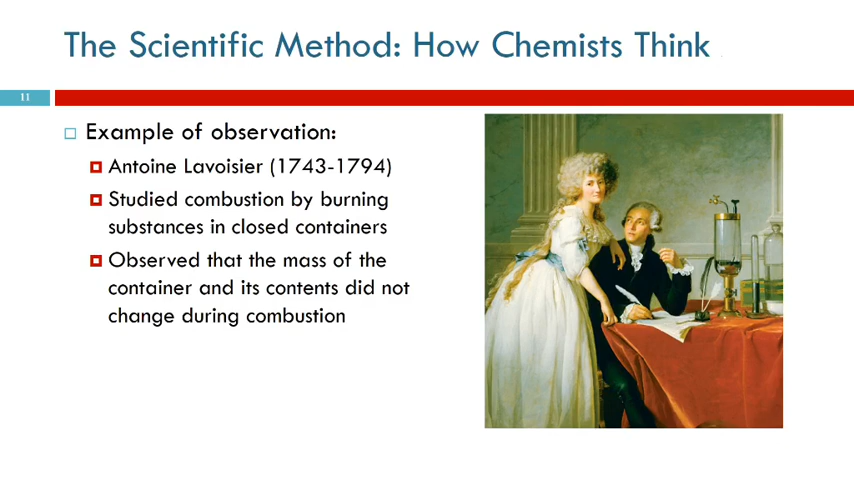 The Scientific Method: How Chemists Think
11
Example of observation:
Antoine Lavoisier (1743-1794)
Studied combustion by burning
substances in closed containers
Observed that the mass of the
container and its contents did not
change during combustion